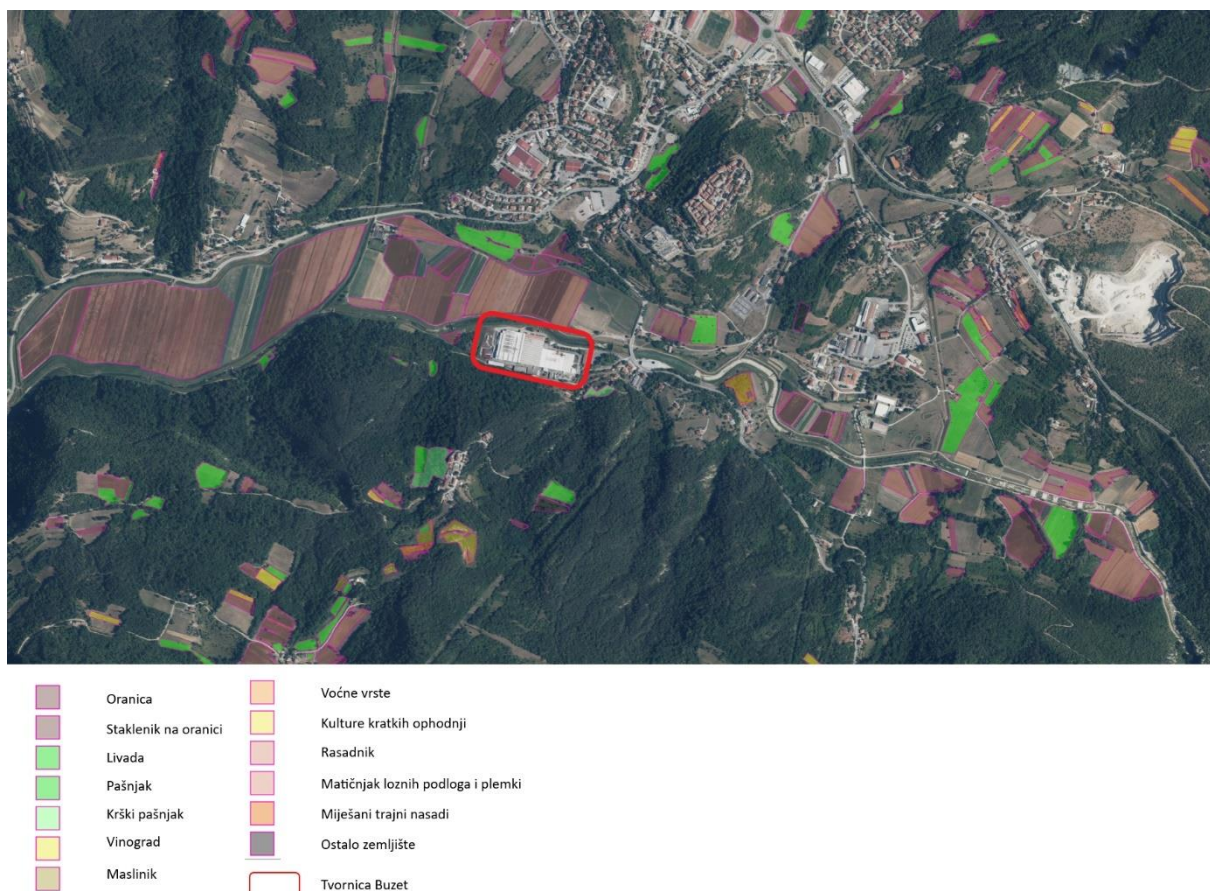 Oranica
Staklenik na oranici
Livada
Pašnjak
Krški pašnjak
Vinograd
Maslinik
Voćne vrste
Kulture kratkih ophodnji
Rasadnik
Matičnjak loznih podloga i plemki
Miješani trajni nasadi
Ostalo zemljište
Tvornica Buzet